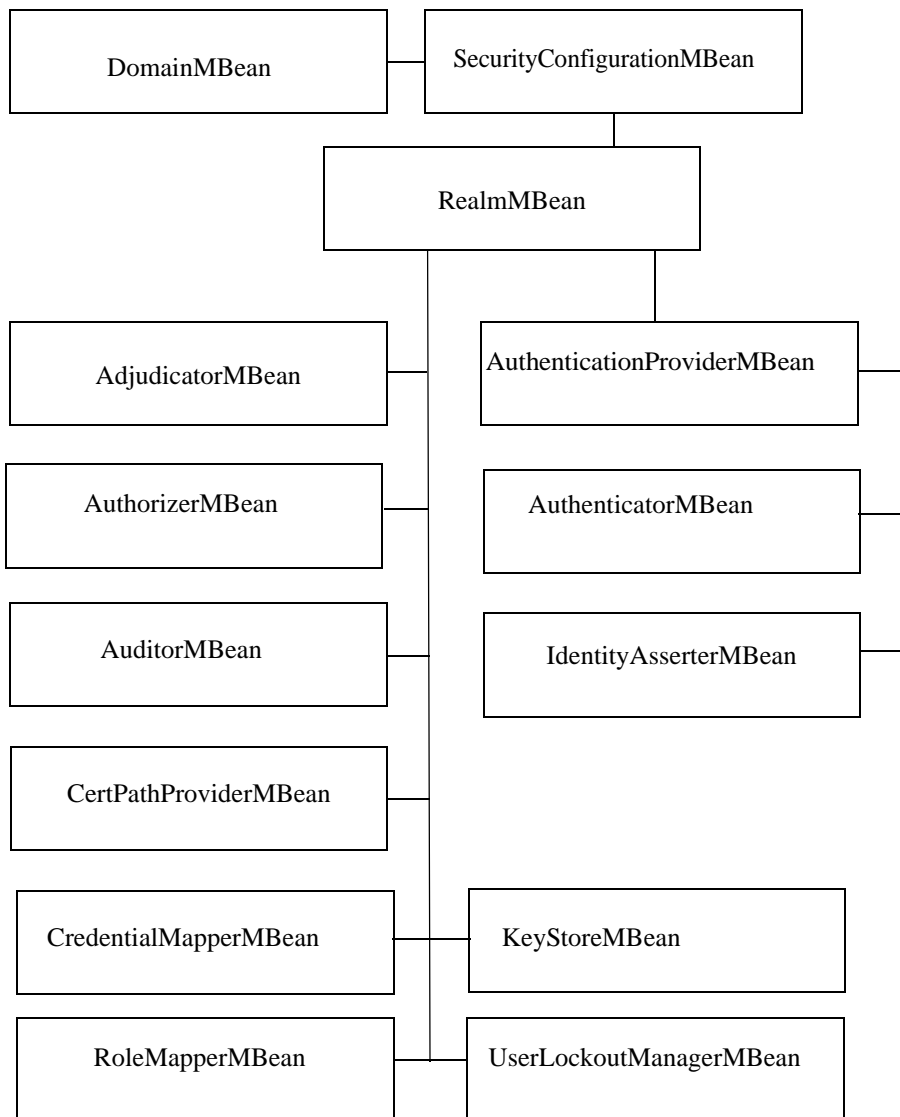 DomainMBean
SecurityConfigurationMBean
RealmMBean
AdjudicatorMBean
AuthenticationProviderMBean
AuthorizerMBean
AuthenticatorMBean
AuditorMBean
IdentityAsserterMBean
CertPathProviderMBean
CredentialMapperMBean
KeyStoreMBean
RoleMapperMBean
UserLockoutManagerMBean